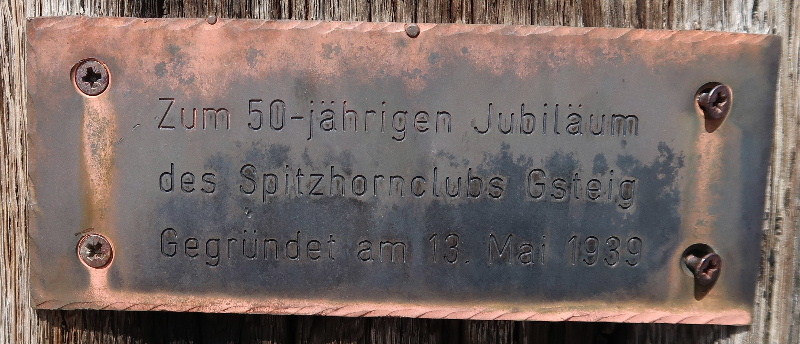 Zum 50-jährigen Jubiläum
des Spitzhornclubs Gsteig
Gegründet am 13. Mai 1939